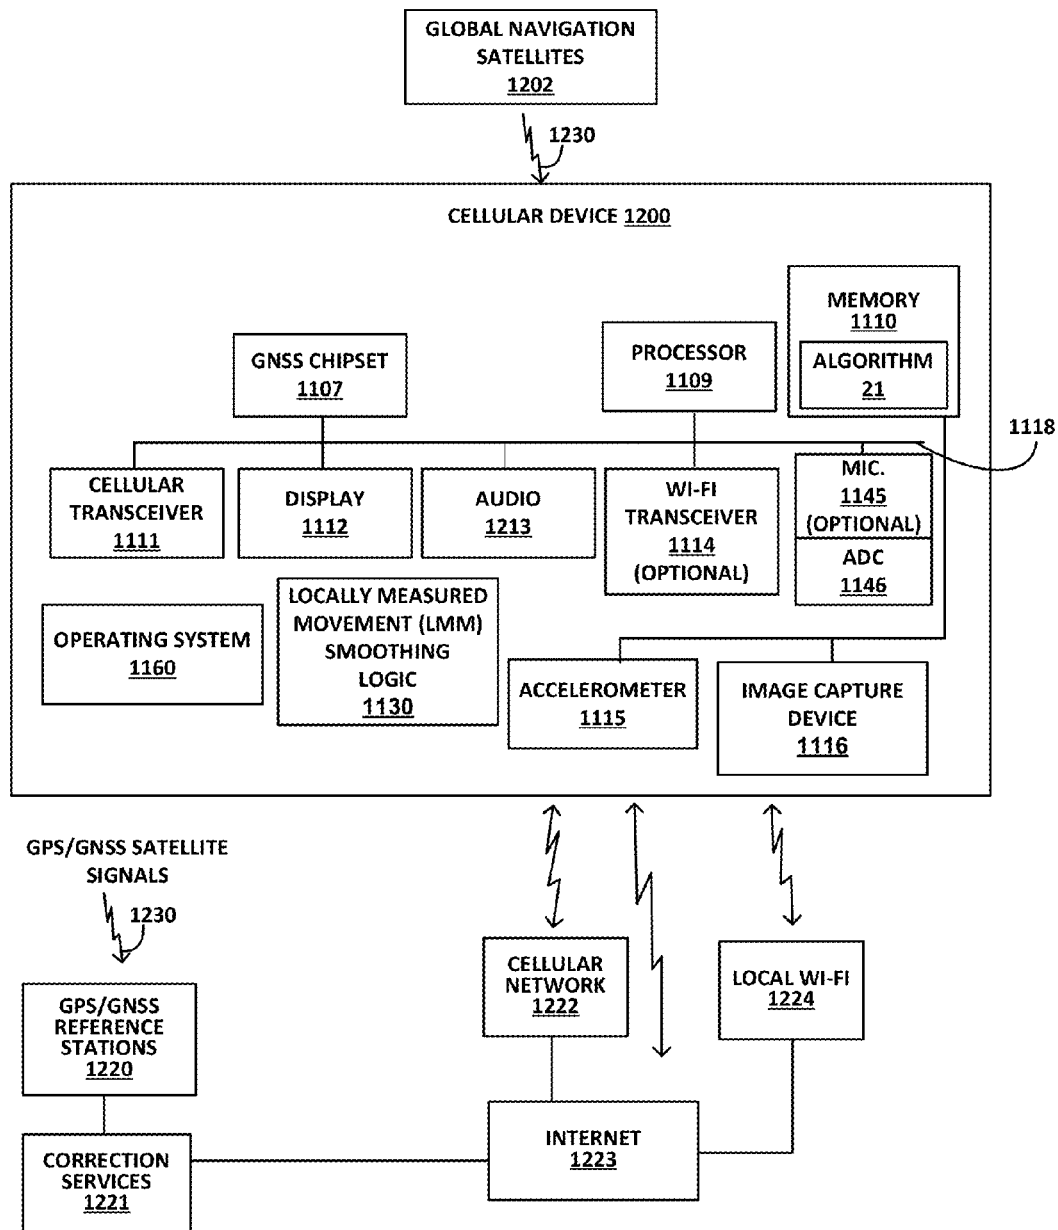 GLOBAL NAVIGATION
SATELLITES
1202
1230
CELLULAR DEVICE 1200
MEMORY
1110
ALGORITHM
21
PROCESSOR
1109
GNSS CHIPSET
1107
1118
CELLULAR
TRANSCEIVER
1111
DISPLAY
1112
AUDIO
1213
WI-FI
TRANSCEIVER
1114
(OPTIONAL)
MIC.
1145
(OPTIONAL)
ADC
1146
OPERATING SYSTEM
1160
LOCALLY MEASURED
MOVEMENT (LMM)
SMOOTHING
LOGIC
1130
ACCELEROMETER
1115
IMAGE CAPTURE
DEVICE
1116
GPS/GNSS SATELLITE
SIGNALS
1230
GPS/GNSS
REFERENCE
STATIONS
1220
CELLULAR
NETWORK
1222
LOCAL WI-FI
1224
CORRECTION
SERVICES
1221
INTERNET
1223